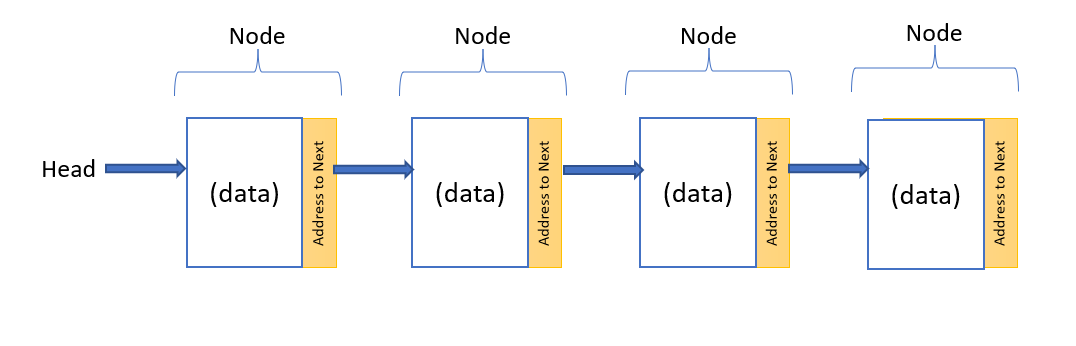 Node
Node
Node
Node
Head
(data)
Address to Next
(data)
Address to Next
(data)
Address to Next
(data)
Address to Next